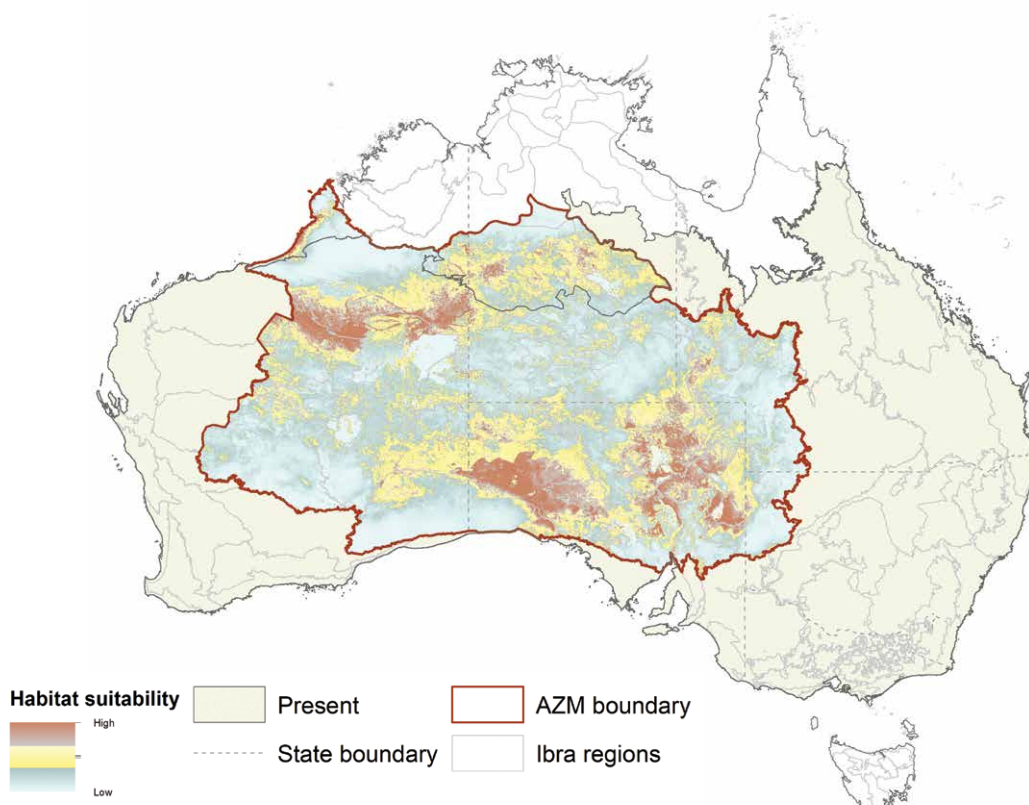 Habitat suitability
High
Low
Present
State boundary
AZM boundary
Ibra regions